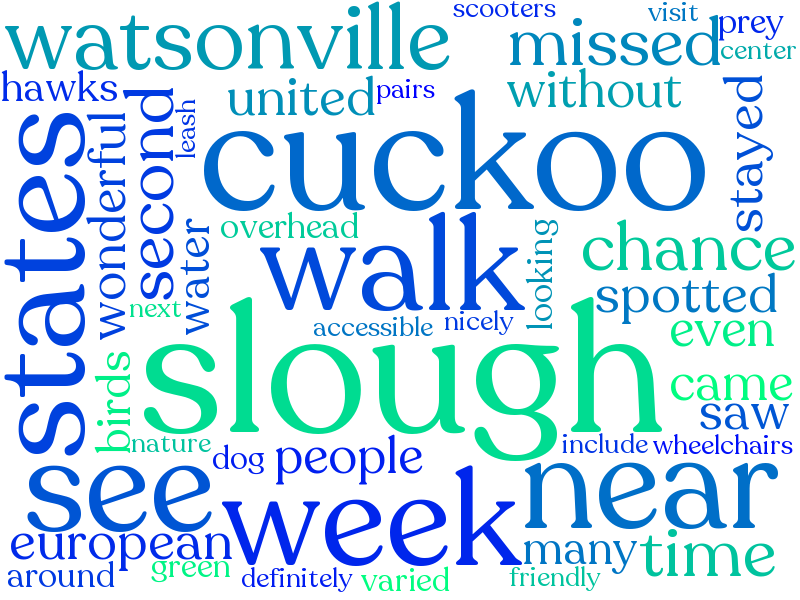 scooters
visit
prey
watsonville
missed
center
hawks
united
pairs
without
second
leash
stayed
states
wonderful
cuckoo
overhead
water
walk
looking
chance
next
accessible
nicely
spotted
slough
even
birds
came
saw
nature
dog
people
include
wheelchairs
see
week
near
european
many
time
around
green
definitely
varied
friendly